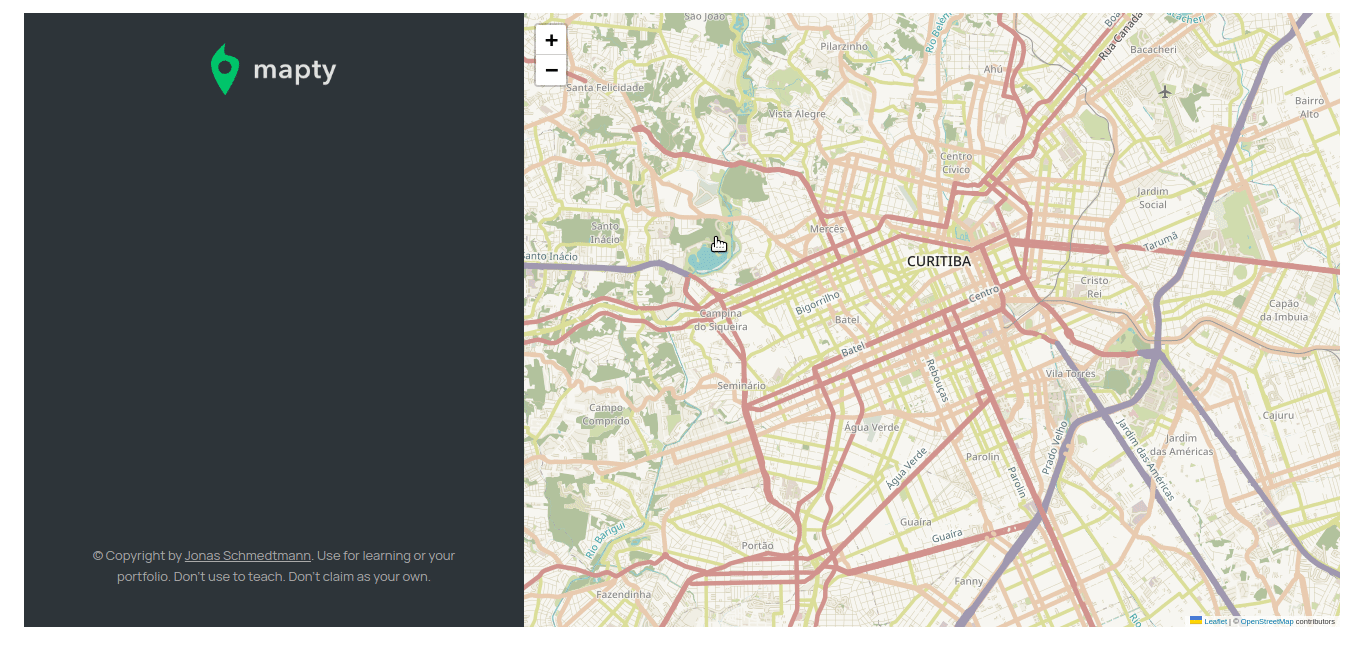 mapty
© Copyright by Jonas Schmedtmann. Use for learning or your
portfolio. Don't use to teach. Don't claim as your own.
+
−
São João
Rio Belém
Boa
Rua Canadá
Bacacheri
Pilarzinho
Bacacheri
Ahú
Santa Felicidade
Bairro
Alto
Vista Alegre
Centro
Cívico
Jardim
Social
Santo
Inácio
Mercês
Tarumã
anto Inácio
CURITIBA
Cristo
Rei
Centro
Bigorrilho
Capão
da Imbuia
Campina
do Siqueira
Batel
Batel
Vila Torres
Seminário
Rebouças
Campo
Comprido
Cajuru
Água Verde
Prado Velho
Jardim das Américas
Jardim
das Américas
Parolin
Água Verde
Parolin
Guaíra
Guaíra
Rio Barigui
Portão
Fanny
Fazendinha
Rio
Leaflet | © OpenStreetMap contributors